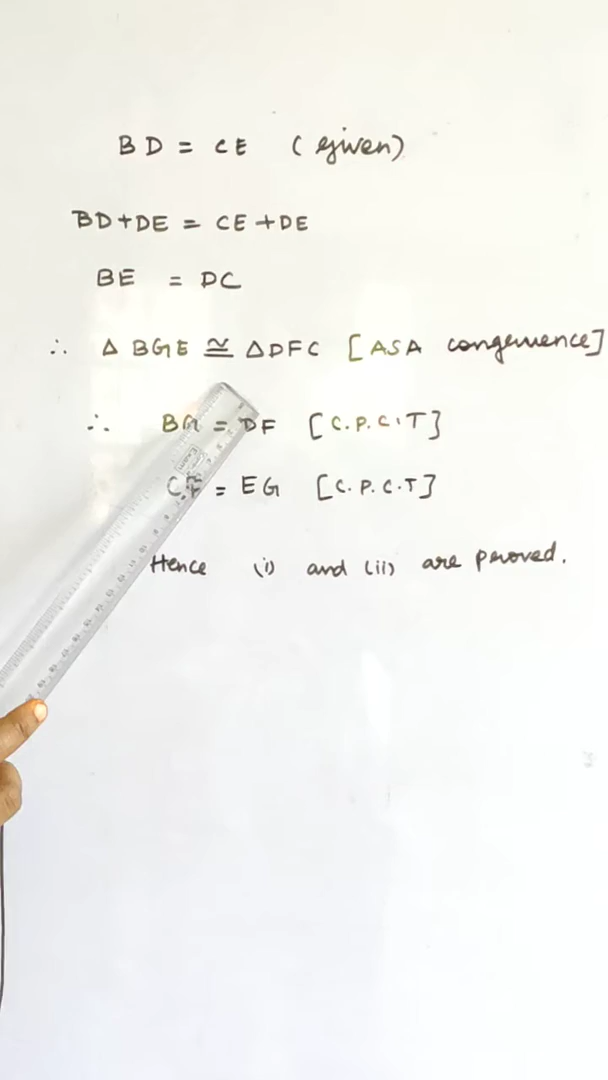 BD = CE (given)
BD+DE = CE+DE
BE = DC
∴ △ BGE ≅ △DFC [ASA congruence]
∴ BG = DF [C.P.C.T]
CF = EG [C.P.C.T]
Hence (i) and (ii) are proved.